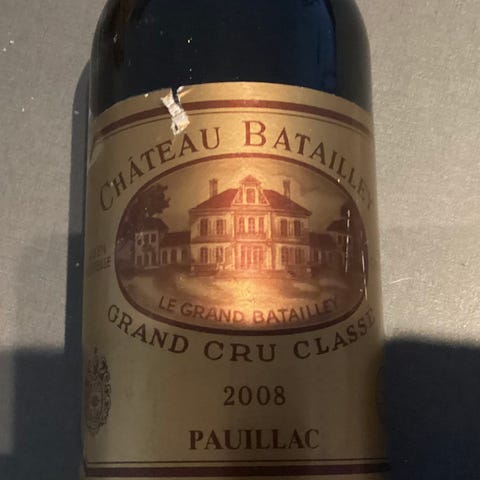 CHÂTEAU BATAILLEY
LE GRAND BATAILLEY
GRAND CRU CLASSÉ
2008
PAUILLAC